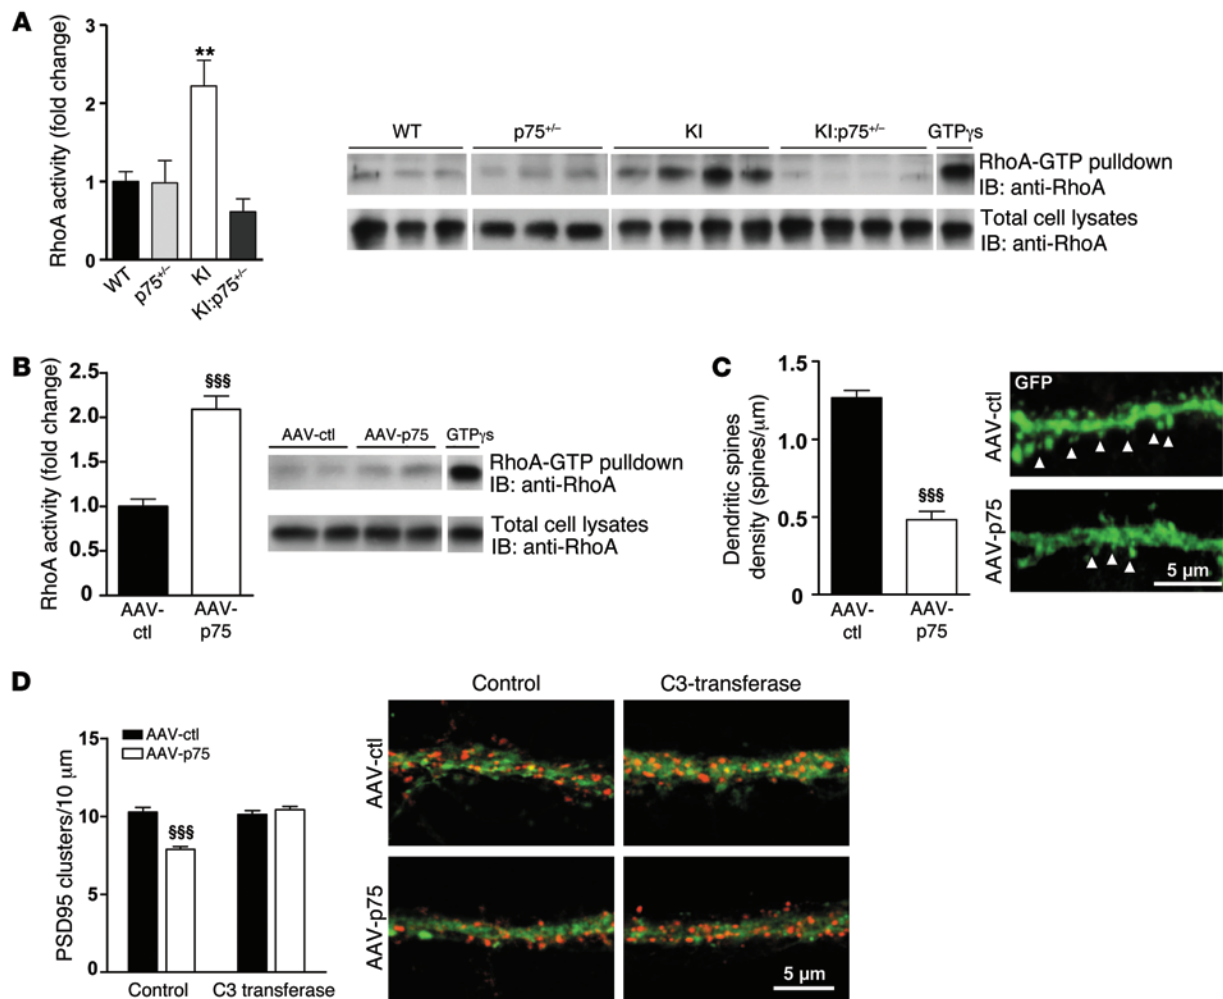 A
RhoA activity (fold change)
3
2
1
0
**
WT
p75+/–
KI
KI:p75+/–
WT
p75+/–
KI
KI:p75+/–
GTPγs
RhoA-GTP pulldown
IB: anti-RhoA
Total cell lysates
IB: anti-RhoA
B
RhoA activity (fold change)
2.5
2.0
1.5
1.0
0.5
0
§§§
AAV-
ctl
AAV-
p75
AAV-ctl
AAV-p75
GTPγs
RhoA-GTP pulldown
IB: anti-RhoA
Total cell lysates
IB: anti-RhoA
C
Dendritic spines
density (spines/μm)
1.5
1.0
0.5
0
§§§
AAV-
ctl
AAV-
p75
AAV-ctl
GFP
AAV-p75
5 μm
D
PSD95 clusters/10 μm
15
10
5
0
AAV-ctl
AAV-p75
§§§
Control
C3 transferase
Control
C3-transferase
AAV-ctl
AAV-p75
5 μm